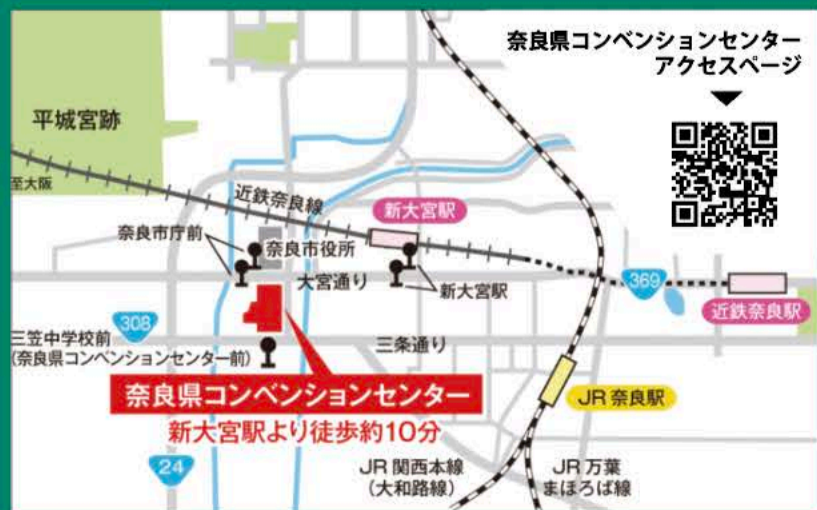 奈良県コンベンションセンター
アクセスページ
平城宮跡
至大阪
近鉄奈良線
新大宮駅
奈良市庁前
奈良市役所
大宮通り
新大宮駅
369
近鉄奈良駅
308
三笠中学校前
(奈良県コンベンションセンター前)
三条通り
奈良県コンベンションセンター
新大宮駅より徒歩約10分
JR奈良駅
24
JR関西本線
(大和路線)
JR万葉
まほろば線